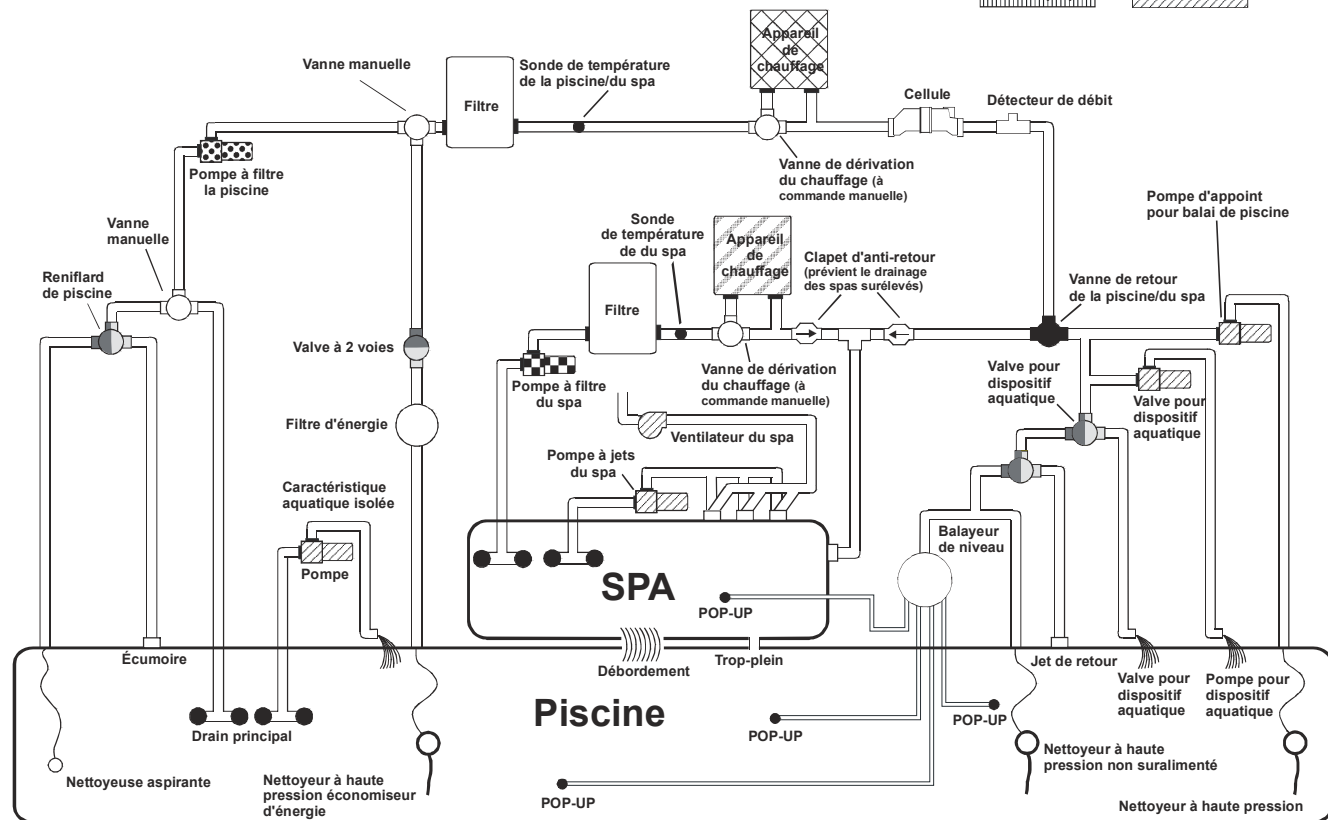 Appareil
de
chauffage
Vanne manuelle
Sonde de température
de la piscine/du spa
Filtre
Cellule
Détecteur de débit
Pompe à filtre
la piscine
Vanne de dérivation
du chauffage (à
commande manuelle)
Pompe d'appoint
pour balai de piscine
Vanne
manuelle
Sonde
de température
de du spa
Appareil
de
chauffage
Clapet d'anti-retour
(prévient le drainage
des spas surélevés)
Reniflard
de piscine
Vanne de retour
de la piscine/du spa
Filtre
Valve à 2 voies
Pompe à filtre
du spa
Vanne de dérivation
du chauffage (à
commande manuelle)
Valve pour
dispositif
aquatique
Valve pour
dispositif
aquatique
Filtre d'énergie
Ventilateur du spa
Pompe à jets
du spa
Caractéristique
aquatique isolée
Pompe
Balayeur
de niveau
SPA
POP-UP
Écumoire
Débordement
Trop-plein
Jet de retour
Valve pour
dispositif
aquatique
Pompe pour
dispositif
aquatique
Piscine
Drain principal
POP-UP
POP-UP
Nettoyeuse aspirante
Nettoyeur à haute
pression économiseur
d'énergie
Nettoyeur à haute
pression non suralimenté
POP-UP
Nettoyeur à haute pression